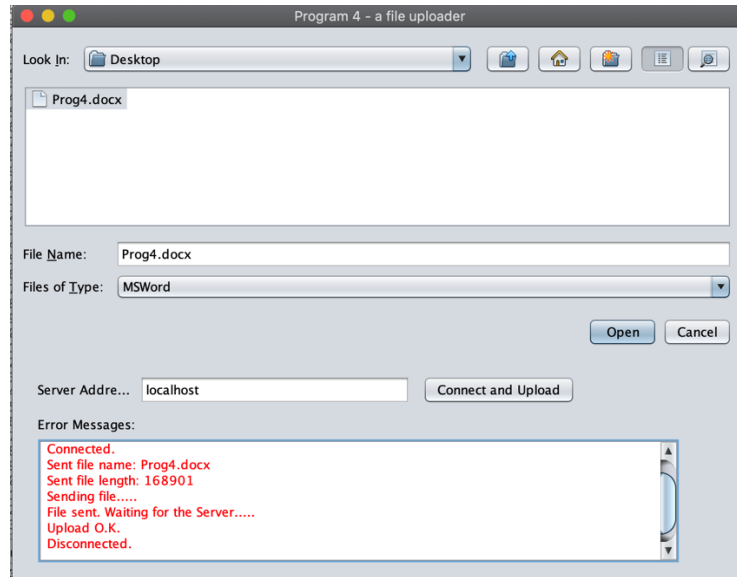 Program 4 - a file uploader
Look In: Desktop
Prog4.docx
File Name: Prog4.docx
Files of Type: MSWord
Open Cancel
Server Addre... localhost Connect and Upload
Error Messages:
Connected.
Sent file name: Prog4.docx
Sent file length: 168901
Sending file.....
File sent. Waiting for the Server.....
Upload O.K.
Disconnected.